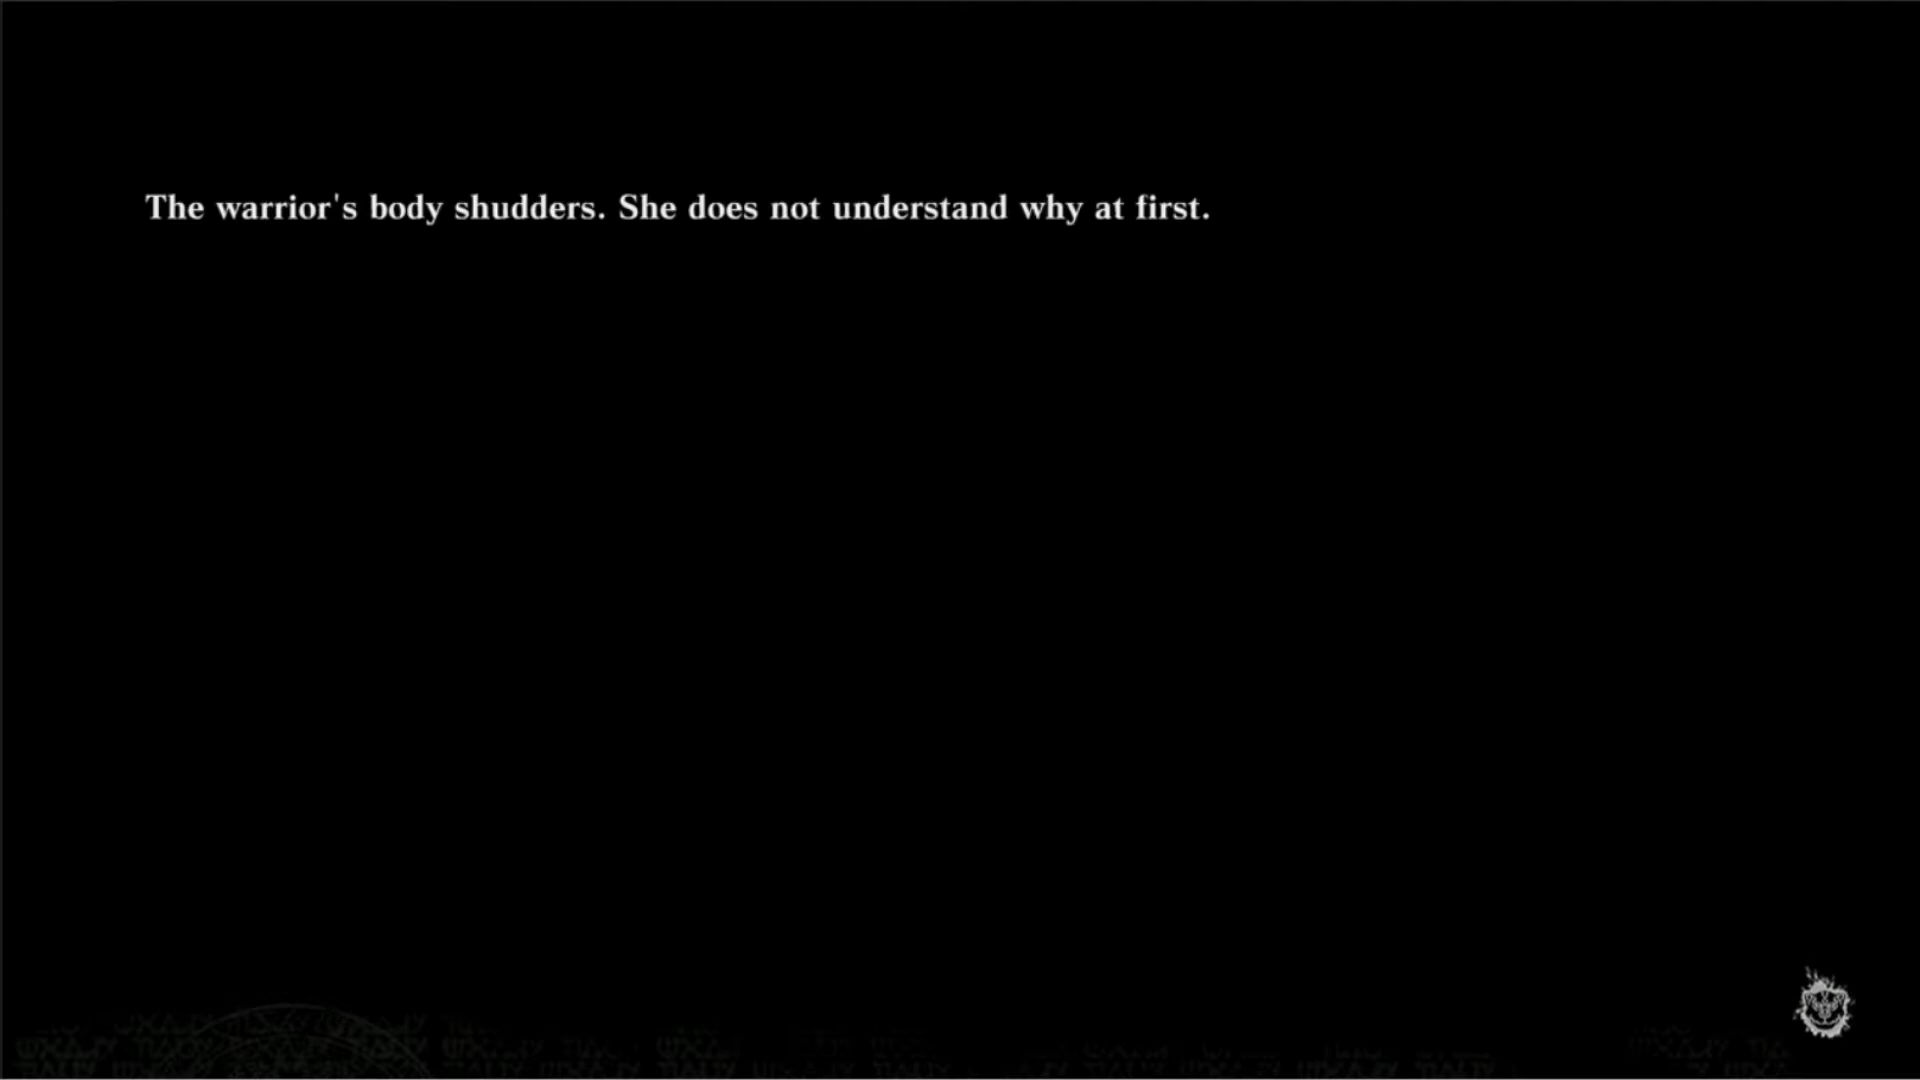 The warrior's body shudders. She does not understand why at first.